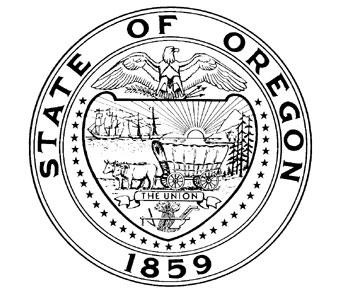 STATE OF OREGON
THE UNION
1859